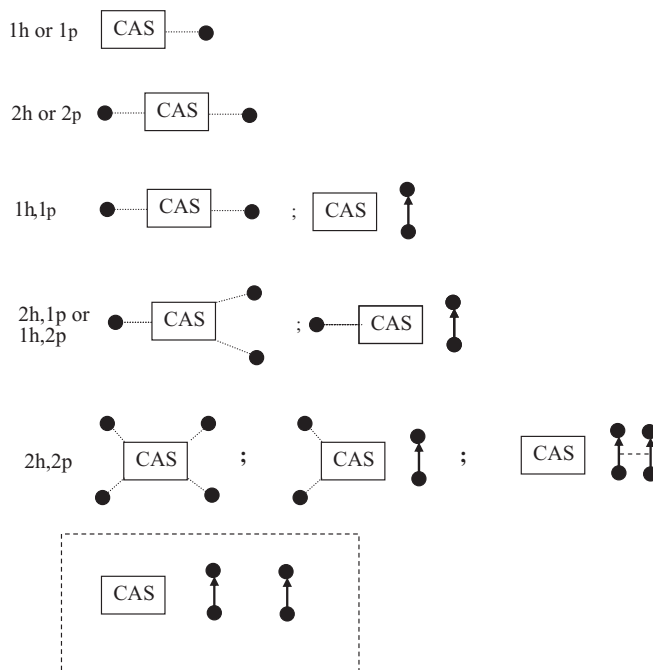 1h or 1p CAS
2h or 2p CAS
1h,1p CAS ; CAS
2h,1p or
1h,2p CAS ; CAS
2h,2p CAS ; CAS ; CAS
CAS